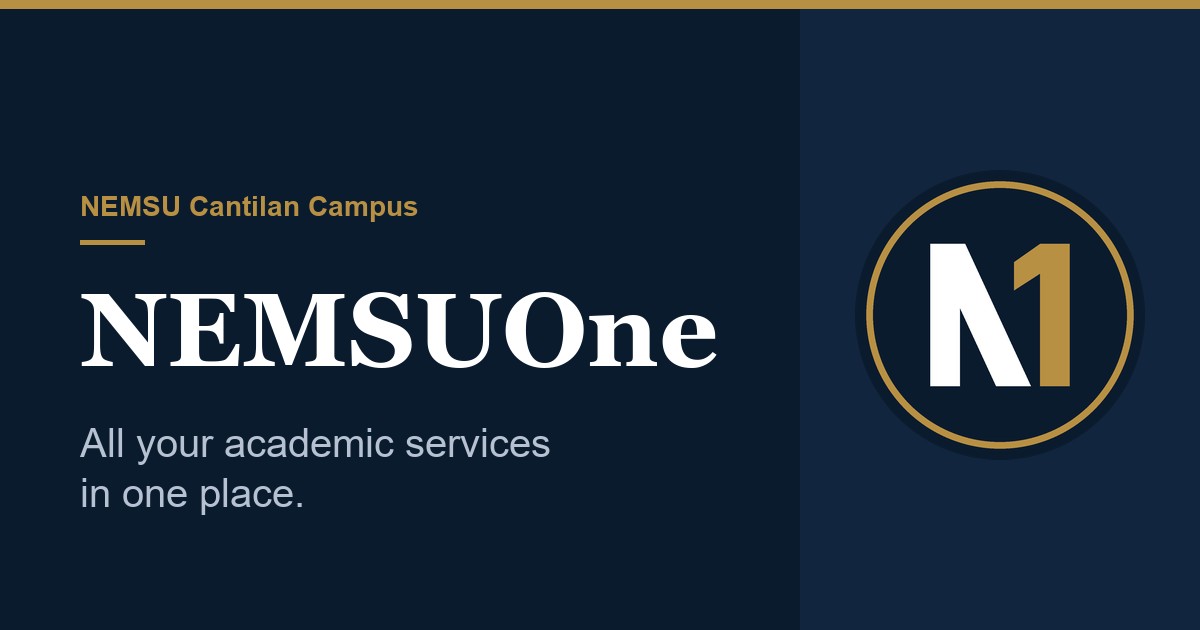 NEMSU Cantilan Campus
NEMSUOne
All your academic services
in one place.
N1